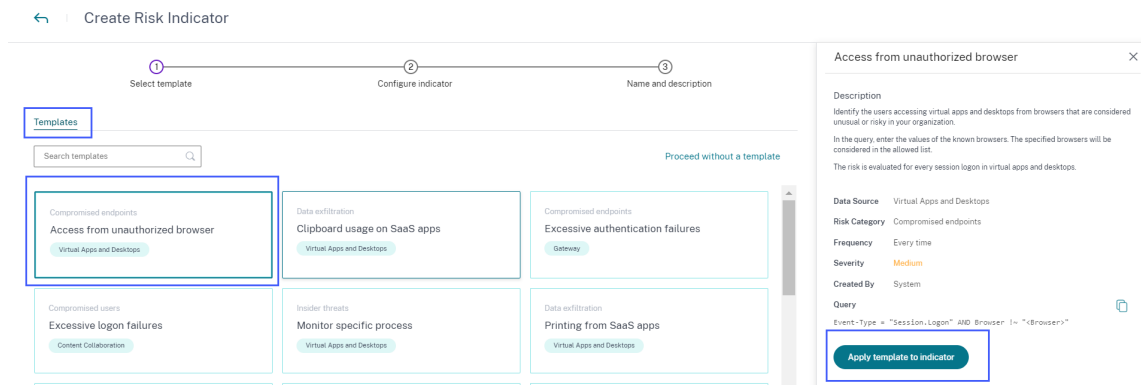 Create Risk Indicator
1
2
3
Select template
Configure indicator
Name and description
Templates
Search templates
Proceed without a template
Compromised endpoints
Access from unauthorized browser
Virtual Apps and Desktops
Data exfiltration
Clipboard usage on SaaS apps
Virtual Apps and Desktops
Compromised endpoints
Excessive authentication failures
Gateway
Compromised users
Excessive logon failures
Content Collaboration
Insider threats
Monitor specific process
Virtual Apps and Desktops
Data exfiltration
Printing from SaaS apps
Virtual Apps and Desktops
Access from unauthorized browser
Description
Identify the users accessing virtual apps and desktops from browsers that are considered
unusual or risky in your organization.
In the query, enter the values of the known browsers. The specified browsers will be
considered in the allowed list.
The risk is evaluated for every session logon in virtual apps and desktops.
Data Source Virtual Apps and Desktops
Risk Category Compromised endpoints
Frequency Every time
Severity Medium
Created By System
Query
Event-Type = "Session.Logon" AND Browser !~ "<Browser>"
Apply template to indicator